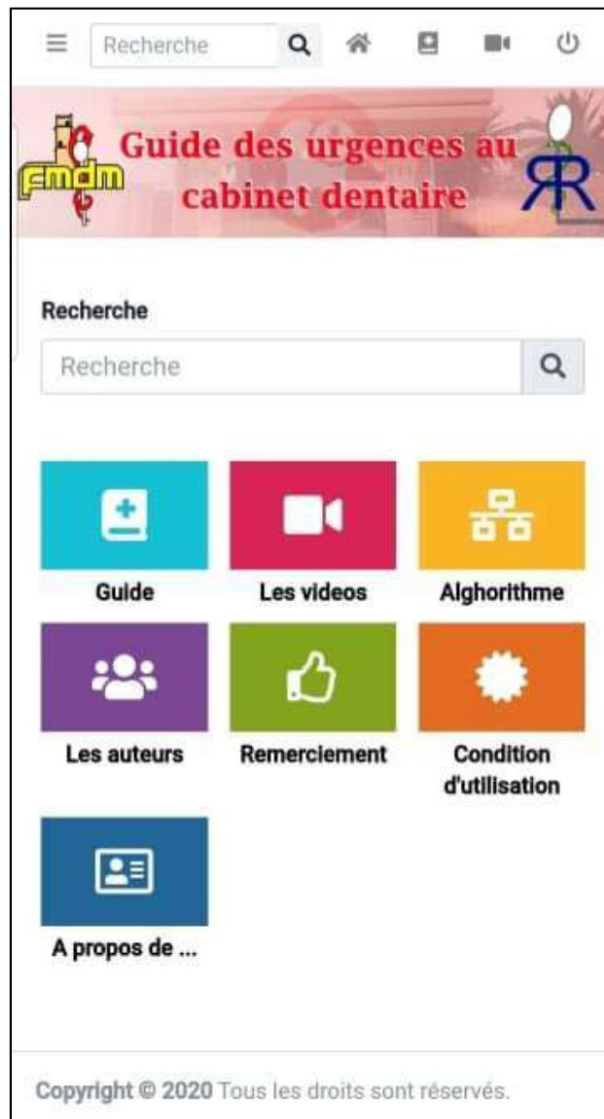 Recherche
Guide des urgences au
cabinet dentaire
fmdm
Recherche
Recherche
Guide
Les videos
Alghorithme
Les auteurs
Remerciement
Condition
d'utilisation
A propos de ...
Copyright © 2020 Tous les droits sont réservés.